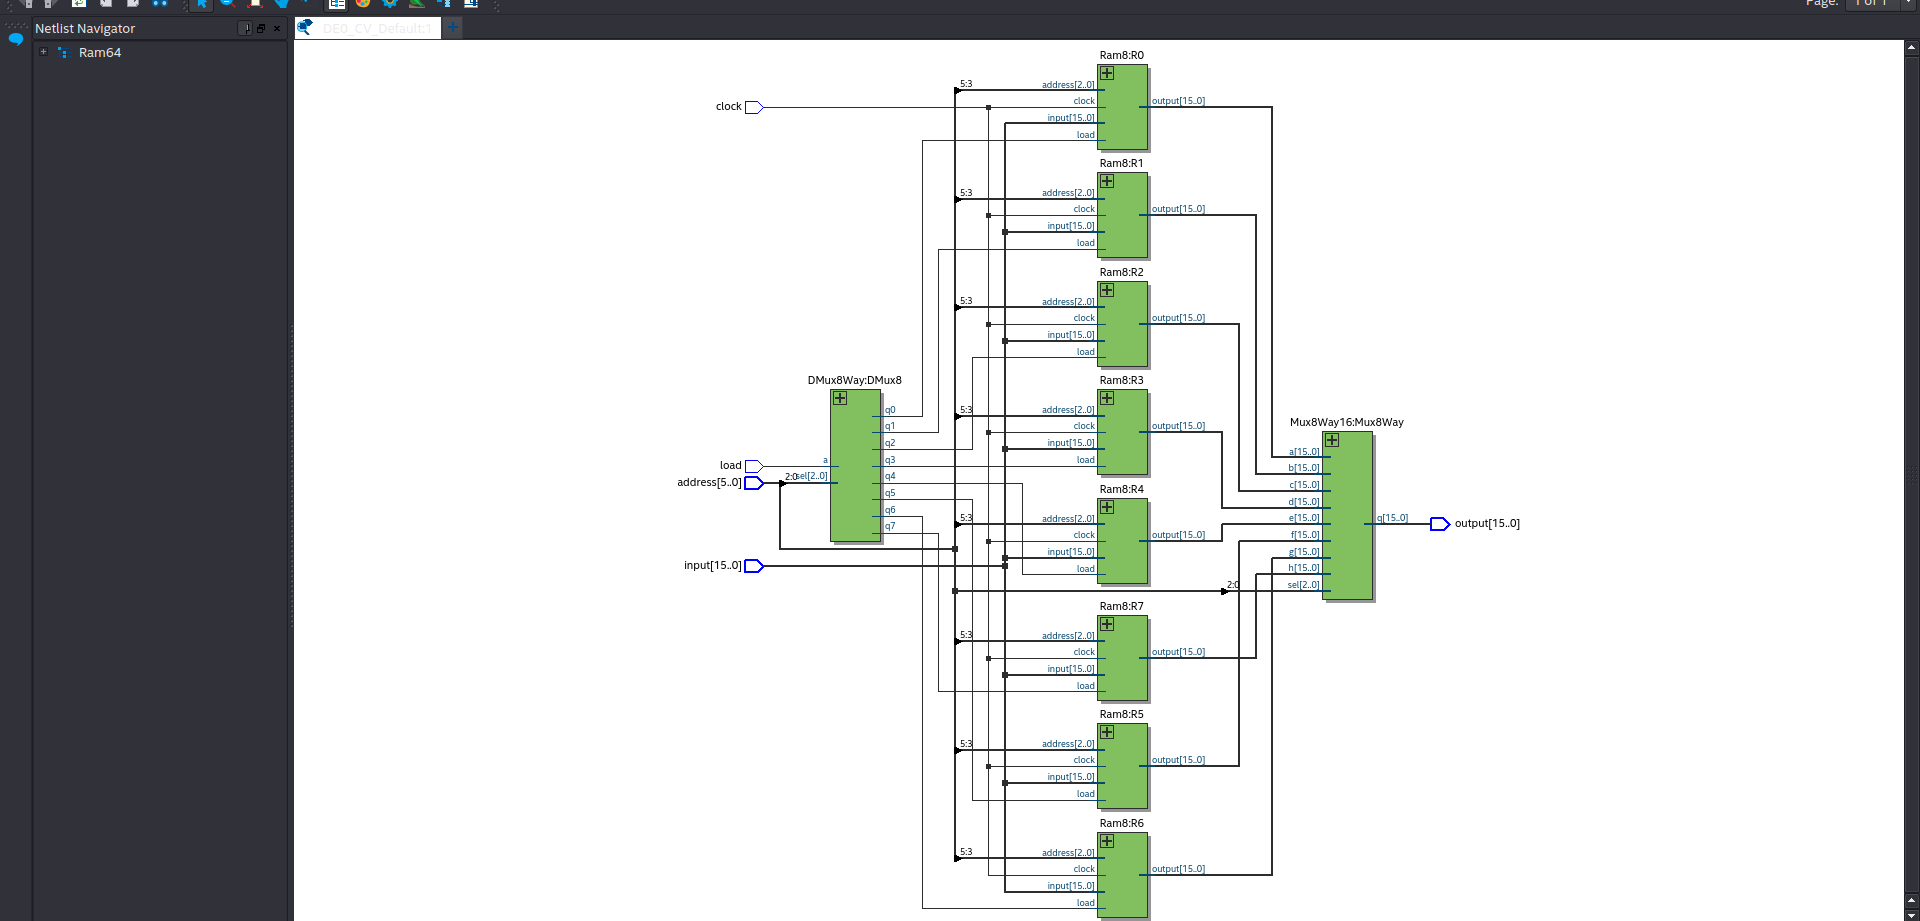 Page: 1 of 1
Netlist Navigator
DE0_CV_Default:1
Ram64
Ram8:R0
5:3
address[2..0]
clock
clock
output[15..0]
input[15..0]
load
Ram8:R1
5:3
address[2..0]
clock
output[15..0]
input[15..0]
load
Ram8:R2
5:3
address[2..0]
clock
output[15..0]
input[15..0]
load
DMux8Way:DMux8
Ram8:R3
5:3
address[2..0]
q0
q1
clock
output[15..0]
q2
input[15..0]
q3
load
Mux8Way16:Mux8Way
a[15..0]
b[15..0]
c[15..0]
d[15..0]
e[15..0]
f[15..0]
g[15..0]
h[15..0]
sel[2..0]
q[15..0]
output[15..0]
load
a
address[5..0]
2:0
sel[2..0]
q4
q5
q6
q7
Ram8:R4
5:3
address[2..0]
clock
output[15..0]
input[15..0]
load
input[15..0]
2:0
Ram8:R7
5:3
address[2..0]
clock
output[15..0]
input[15..0]
load
Ram8:R5
5:3
address[2..0]
clock
output[15..0]
input[15..0]
load
Ram8:R6
5:3
address[2..0]
clock
output[15..0]
input[15..0]
load